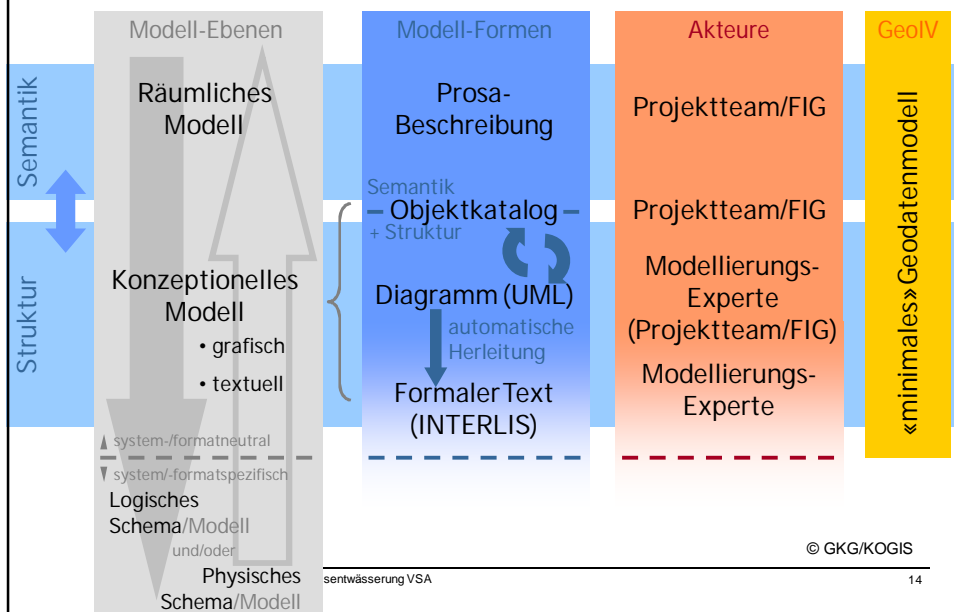 Modell-Ebenen
Modell-Formen
Akteure
GeoIV
Semantik
Räumliches
Modell
Prosa-
Beschreibung
Projektteam/FIG
«minimales» Geodatenmodell
Semantik
Objektkatalog
+ Struktur
Projektteam/FIG
Struktur
Konzeptionelles
Modell
• grafisch
• textuell
Diagramm (UML)
automatische
Herleitung
Formaler Text
(INTERLIS)
Modellierungs-
Experte
(Projektteam/FIG)
Modellierungs-
Experte
system-/formatneutral
system/-formatspezifisch
Logisches
Schema/Modell
und/oder
Physisches
Schema/Modell
© GKG/KOGIS
sentwässerung VSA
14